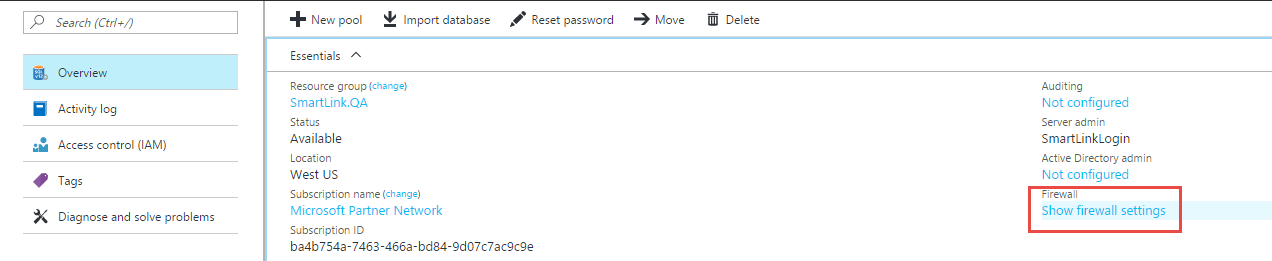 Search (Ctrl+/)
New pool Import database Reset password Move Delete
Essentials
Overview
Activity log
Access control (IAM)
Tags
Diagnose and solve problems
Resource group (change)
SmartLink.QA
Status
Available
Location
West US
Subscription name (change)
Microsoft Partner Network
Subscription ID
ba4b754a-7463-466a-bd84-9d07c7ac9c9e
Auditing
Not configured
Server admin
SmartLinkLogin
Active Directory admin
Not configured
Firewall
Show firewall settings